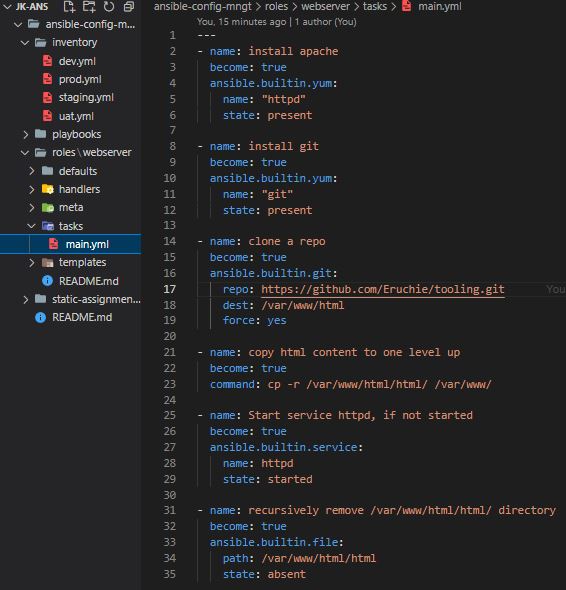 JK-ANS
ansible-config-mn...
inventory
dev.yml
prod.yml
staging.yml
uat.yml
playbooks
roles\webserver
defaults
handlers
meta
tasks
main.yml
templates
README.md
static-assignmen...
README.md
ansible-config-mngt > roles > webserver > tasks > main.yml
You, 15 minutes ago | 1 author (You)
1 ---
2 - name: install apache
3 become: true
4 ansible.builtin.yum:
5 name: "httpd"
6 state: present
7
8 - name: install git
9 become: true
10 ansible.builtin.yum:
11 name: "git"
12 state: present
13
14 - name: clone a repo
15 become: true
16 ansible.builtin.git:
17 repo: https://github.com/Eruchie/tooling.git You
18 dest: /var/www/html
19 force: yes
20
21 - name: copy html content to one level up
22 become: true
23 command: cp -r /var/www/html/html/ /var/www/
24
25 - name: Start service httpd, if not started
26 become: true
27 ansible.builtin.service:
28 name: httpd
29 state: started
30
31 - name: recursively remove /var/www/html/html/ directory
32 become: true
33 ansible.builtin.file:
34 path: /var/www/html/html
35 state: absent